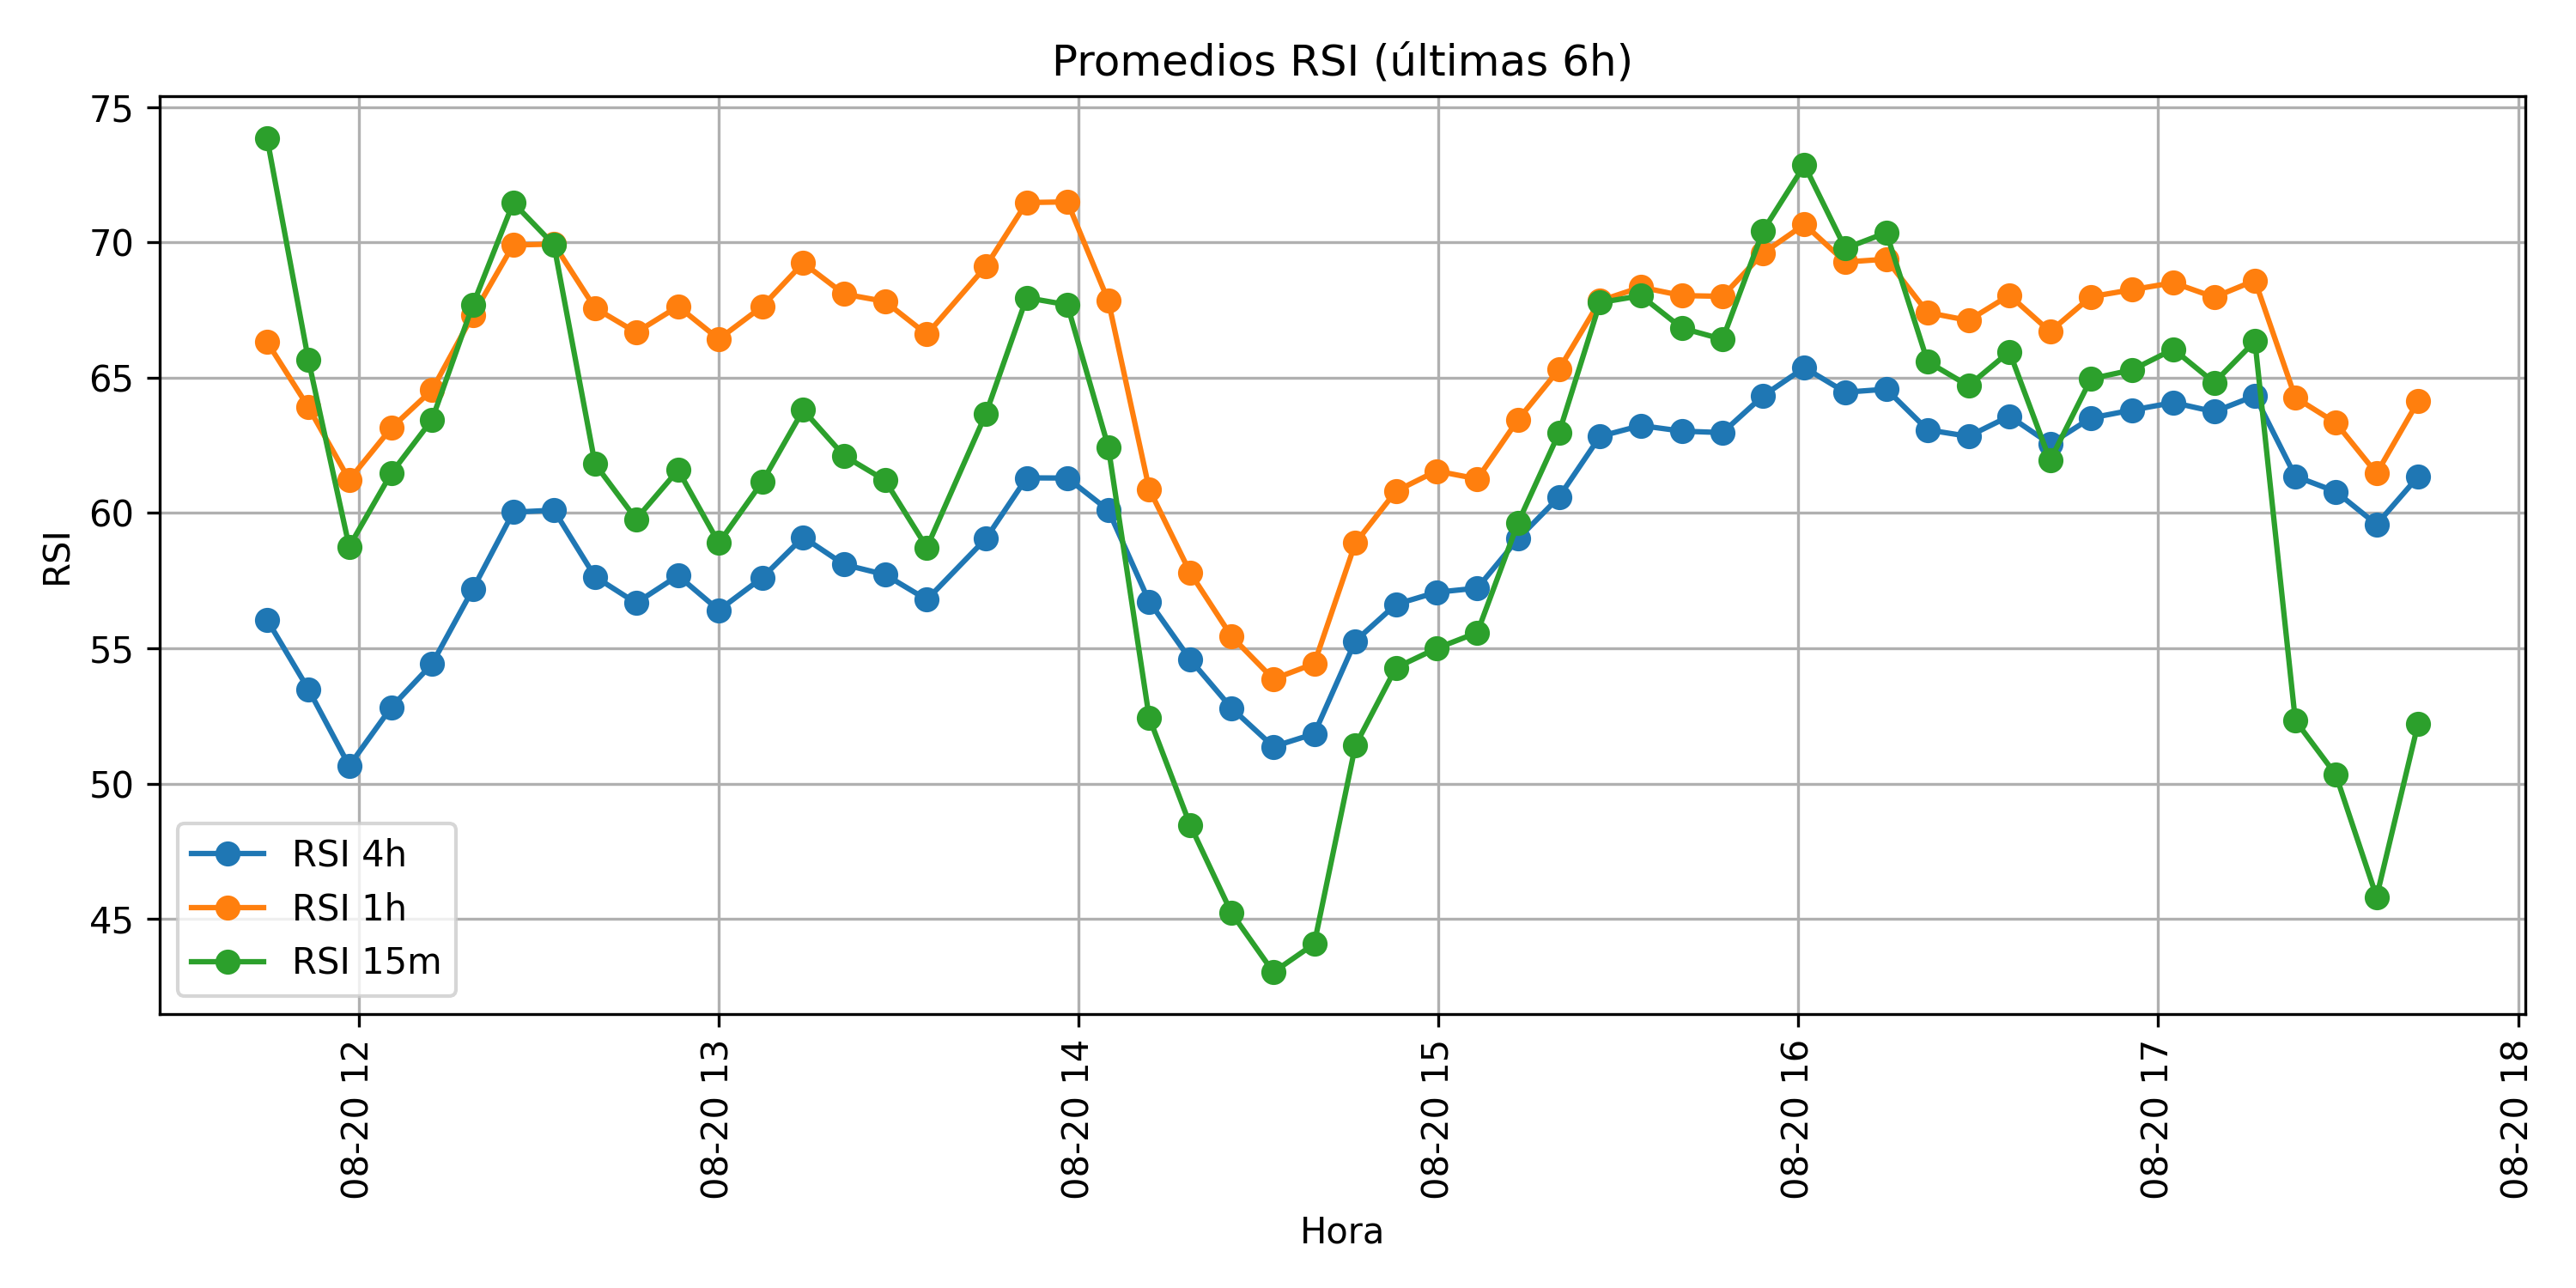 Promedios RSI (últimas 6h)
75
70
65
60
55
50
45
RSI
RSI 4h
RSI 1h
RSI 15m
08-20 12
08-20 13
08-20 14
08-20 15
08-20 16
08-20 17
08-20 18
Hora